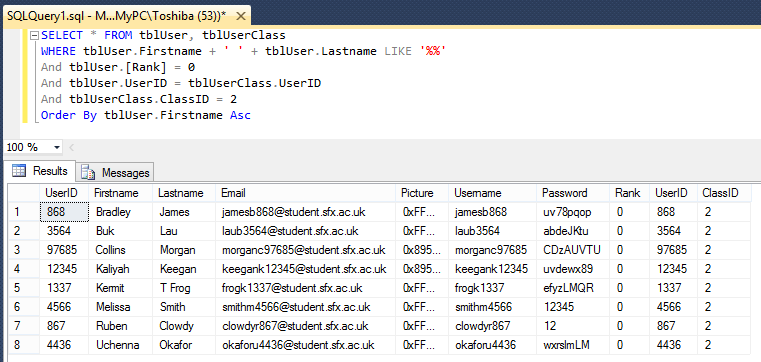 SQLQuery1.sql - M...MyPC\Toshiba (53))* ×
SELECT * FROM tblUser, tblUserClass
WHERE tblUser.Firstname + ' ' + tblUser.Lastname LIKE '%%'
And tblUser.[Rank] = 0
And tblUser.UserID = tblUserClass.UserID
And tblUserClass.ClassID = 2
Order By tblUser.Firstname Asc
100 %
Results Messages
UserID Firstname Lastname Email Picture Username Password Rank UserID ClassID
1 868 Bradley James jamesb868@student.sfx.ac.uk 0xFF... jamesb868 uv78pqop 0 868 2
2 3564 Buk Lau laub3564@student.sfx.ac.uk 0xFF... laub3564 abdeJKtu 0 3564 2
3 97685 Collins Morgan morganc97685@student.sfx.ac.uk 0x895... morganc97685 CDzAUVTU 0 97685 2
4 12345 Kaliyah Keegan keegank12345@student.sfx.ac.uk 0x895... keegank12345 uvdewx89 0 12345 2
5 1337 Kermit T Frog frogk1337@student.sfx.ac.uk 0xFF... frogk1337 efyzLMQR 0 1337 2
6 4566 Melissa Smith smithm4566@student.sfx.ac.uk 0xFF... smithm4566 12345 0 4566 2
7 867 Ruben Clowdy clowdyr867@student.sfx.ac.uk 0xFF... clowdyr867 12 0 867 2
8 4436 Uchenna Okafor okaforu4436@student.sfx.ac.uk 0xFF... okaforu4436 wxrslmLM 0 4436 2